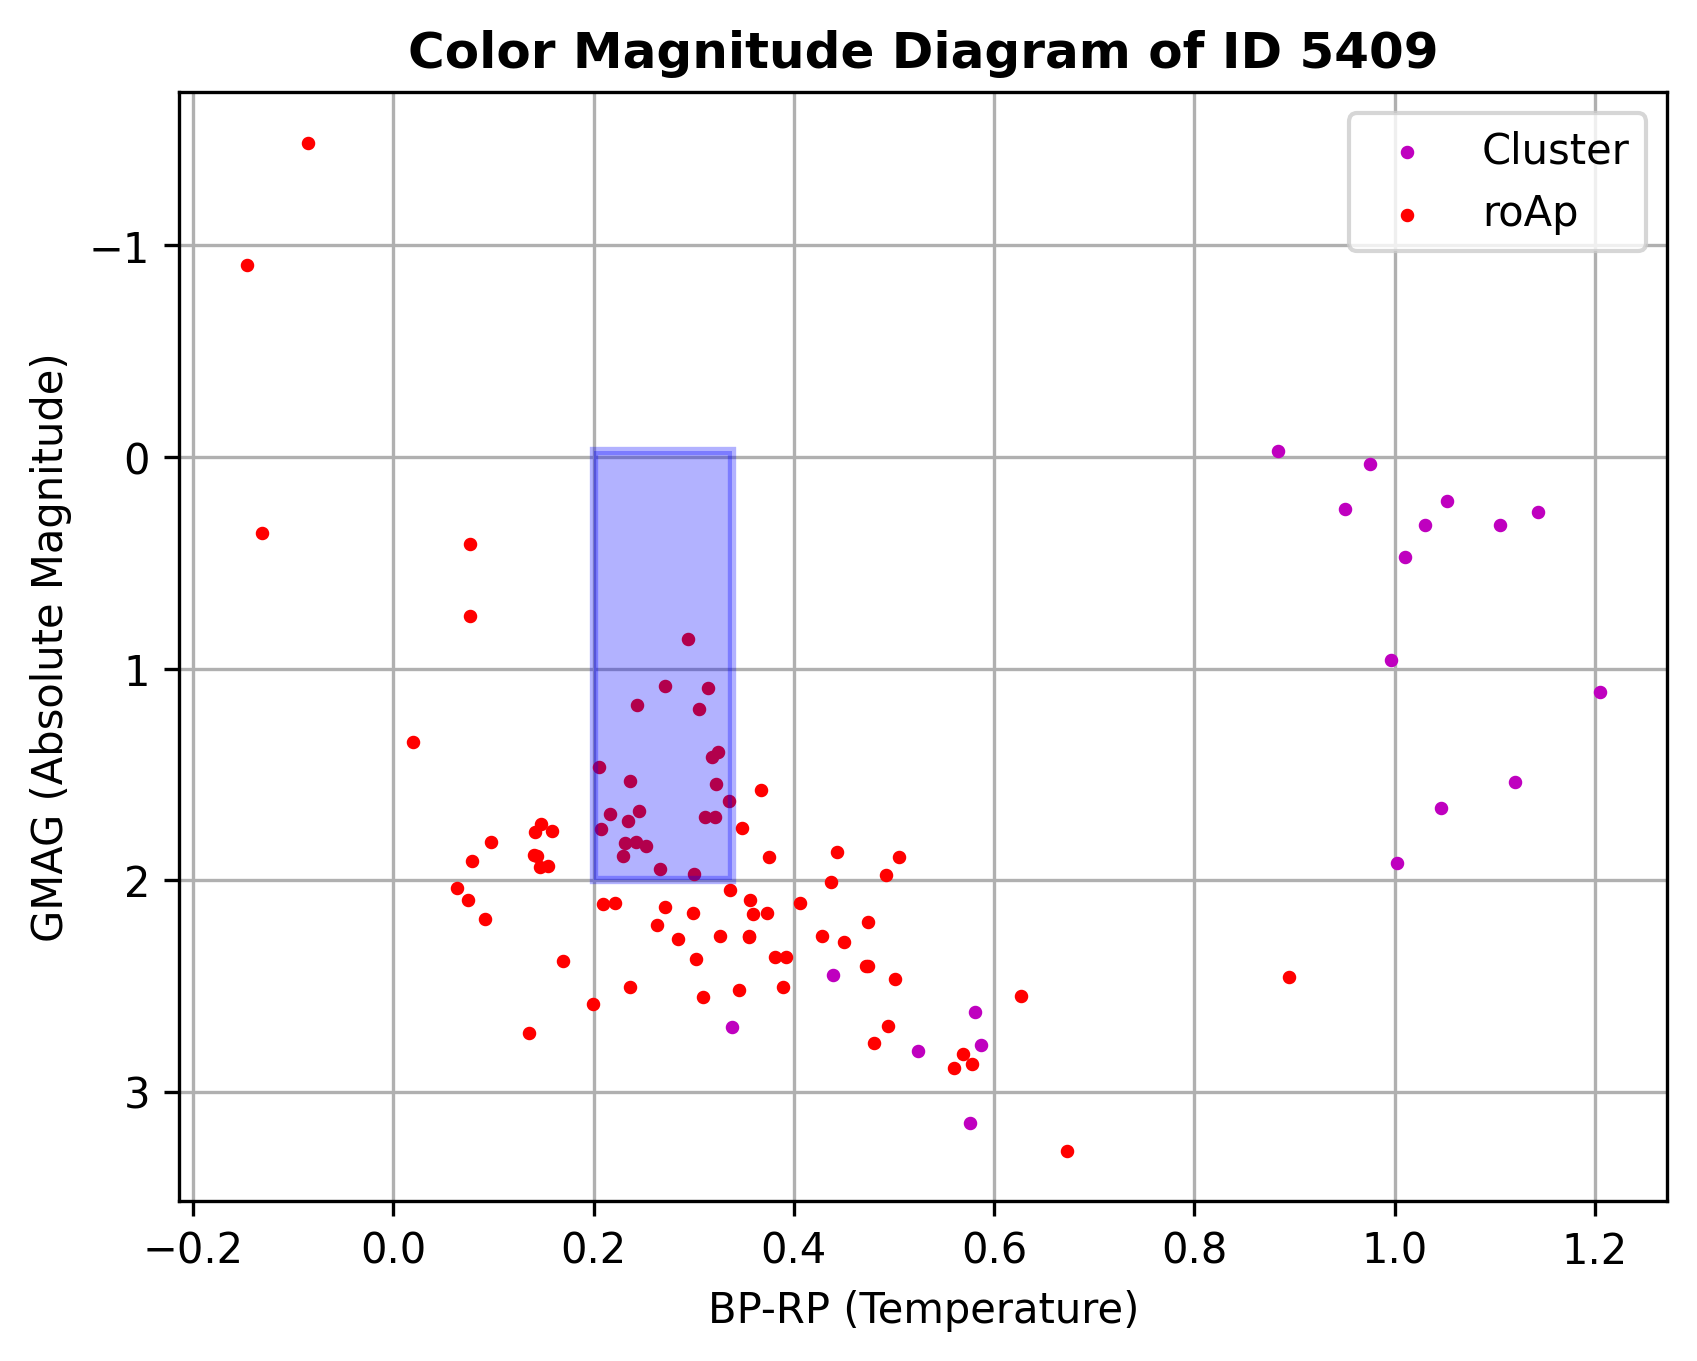 Color Magnitude Diagram of ID 5409
Cluster
roAp
GMAG (Absolute Magnitude)
−1
0
1
2
3
−0.2 0.0 0.2 0.4 0.6 0.8 1.0 1.2
BP-RP (Temperature)